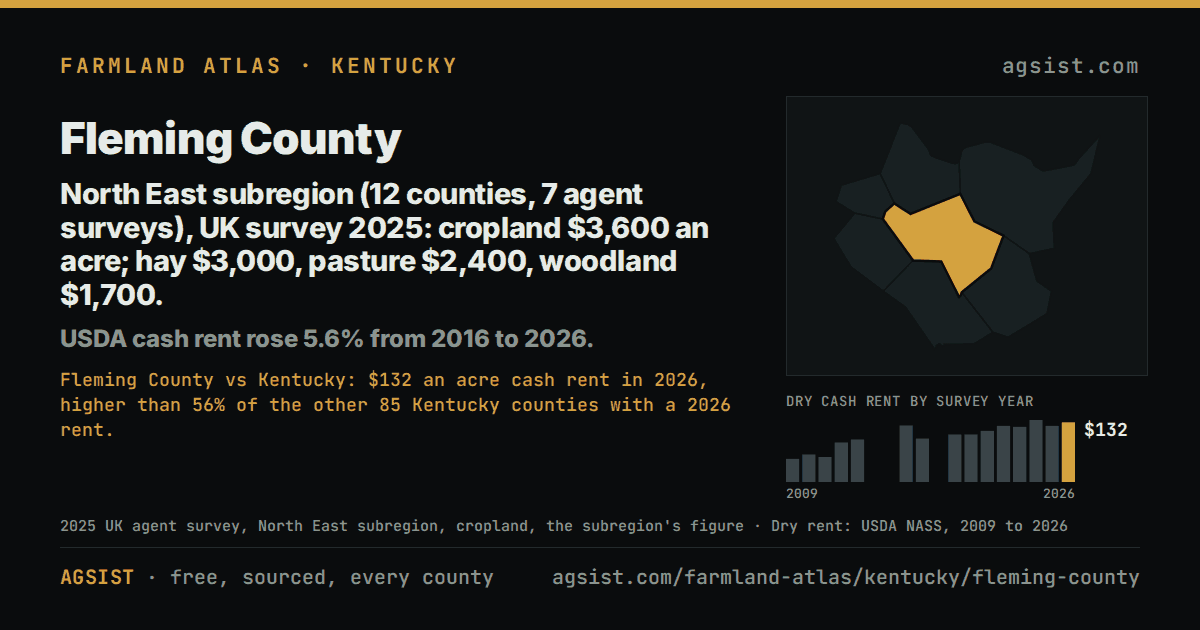 FARMLAND ATLAS · KENTUCKY
agsist.com
Fleming County
North East subregion (12 counties, 7 agent
surveys), UK survey 2025: cropland $3,600 an
acre; hay $3,000, pasture $2,400, woodland
$1,700.
USDA cash rent rose 5.6% from 2016 to 2026.
Fleming County vs Kentucky: $132 an acre cash rent in 2026,
higher than 56% of the other 85 Kentucky counties with a 2026
rent.
DRY CASH RENT BY SURVEY YEAR
$132
2009 2026
2025 UK agent survey, North East subregion, cropland, the subregion's figure · Dry rent: USDA NASS, 2009 to 2026
AGSIST · free, sourced, every county
agsist.com/farmland-atlas/kentucky/fleming-county